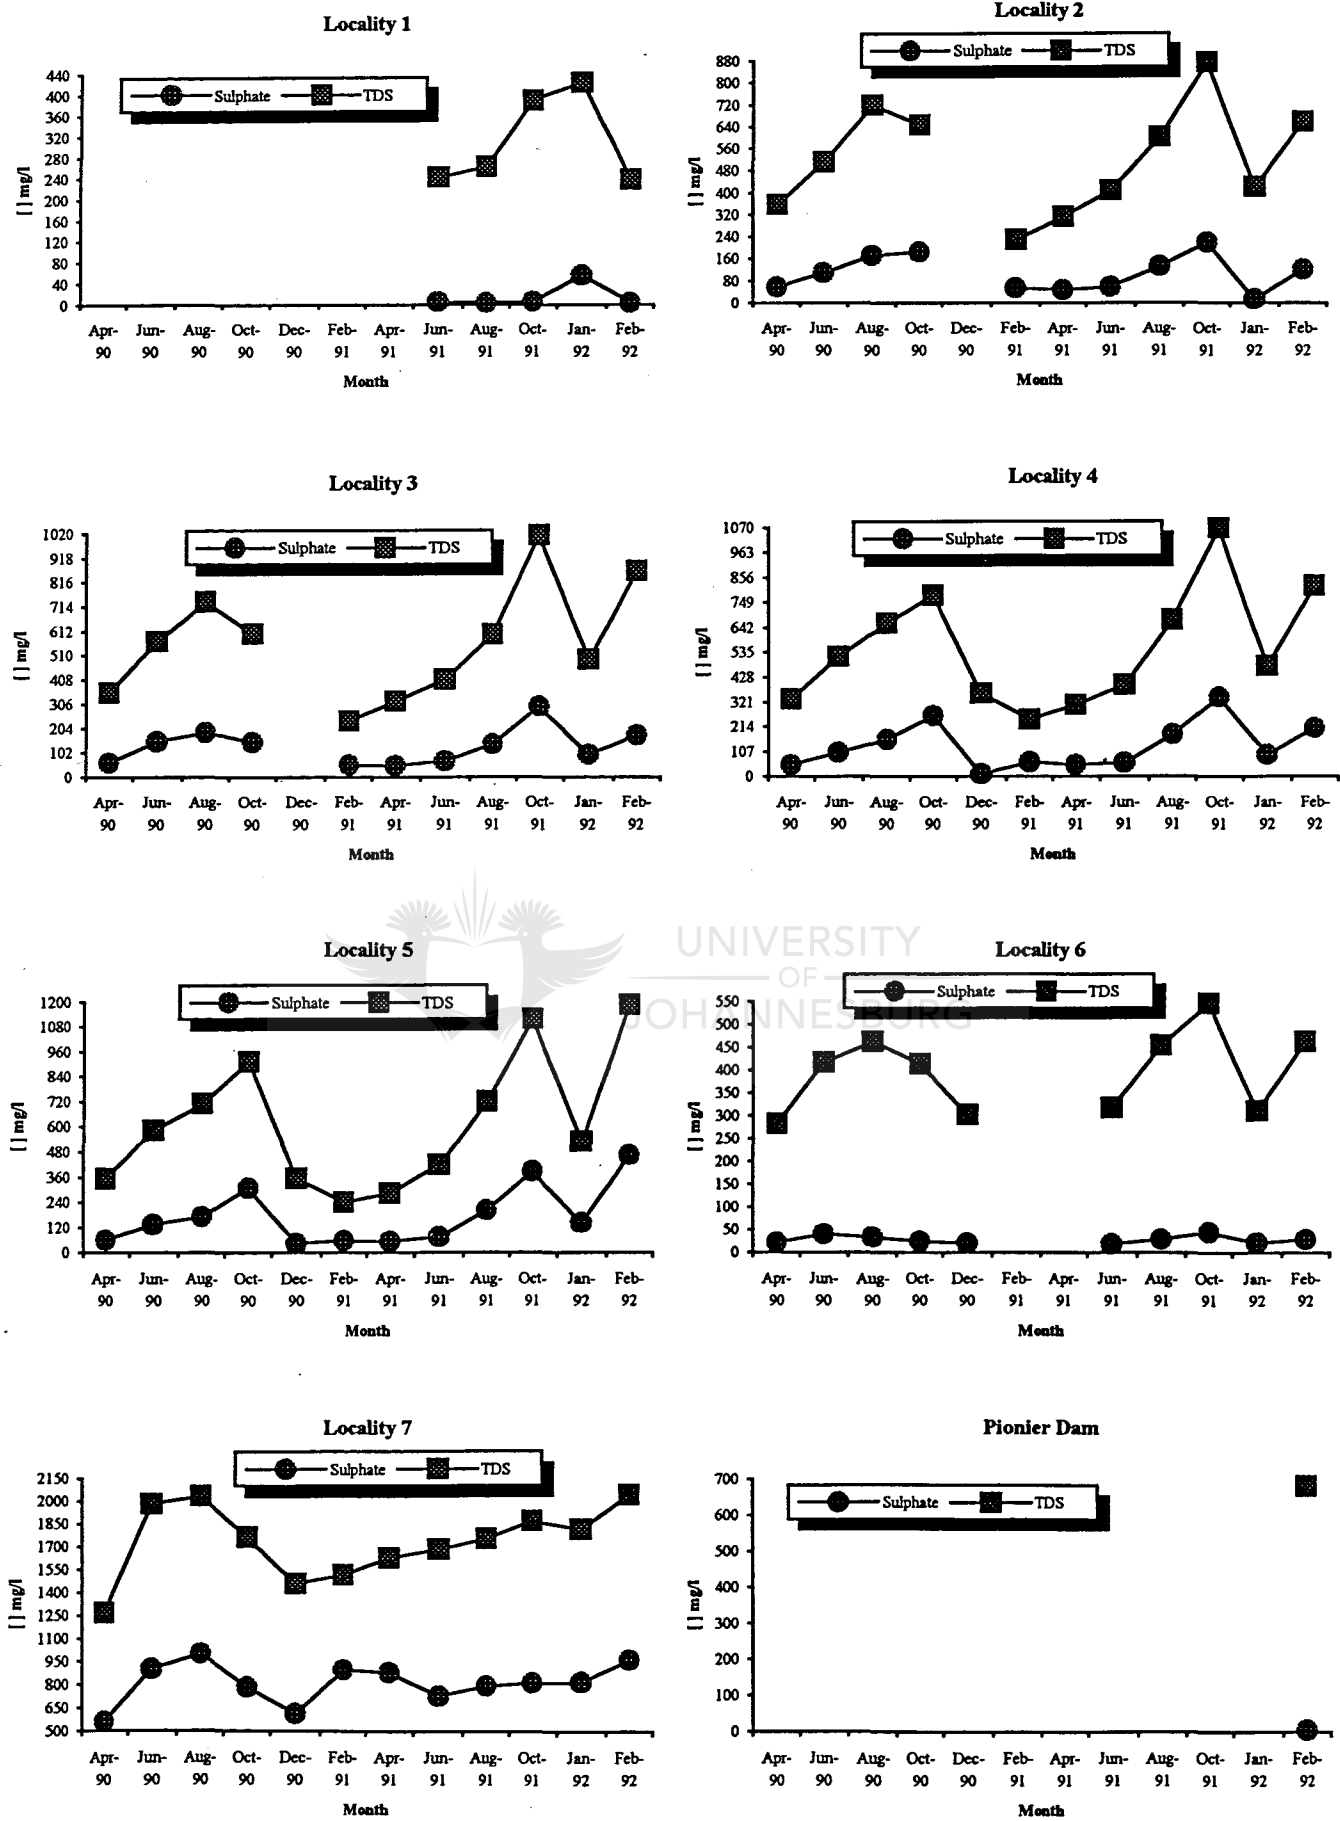 Locality 1
Sulphate TDS
440
400
360
320
280
240
200
160
120
80
40
0
[ ] mg/l
Apr- Jun- Aug- Oct- Dec- Feb- Apr- Jun- Aug- Oct- Jan- Feb-
90 90 90 90 90 91 91 91 91 91 92 92
Month
Locality 2
Sulphate TDS
880
800
720
640
560
480
400
320
240
160
80
0
[ ] mg/l
Apr- Jun- Aug- Oct- Dec- Feb- Apr- Jun- Aug- Oct- Jan- Feb-
90 90 90 90 90 91 91 91 91 91 92 92
Month
Locality 3
Sulphate TDS
1020
918
816
714
612
510
408
306
204
102
0
[ ] mg/l
Apr- Jun- Aug- Oct- Dec- Feb- Apr- Jun- Aug- Oct- Jan- Feb-
90 90 90 90 90 91 91 91 91 91 92 92
Month
Locality 4
Sulphate TDS
1070
963
856
749
642
535
428
321
214
107
0
[ ] mg/l
Apr- Jun- Aug- Oct- Dec- Feb- Apr- Jun- Aug- Oct- Jan- Feb-
90 90 90 90 90 91 91 91 91 91 92 92
Month
UNIVERSITY
OF
JOHANNESBURG
Locality 5
Sulphate TDS
1200
1080
960
840
720
600
480
360
240
120
0
[ ] mg/l
Apr- Jun- Aug- Oct- Dec- Feb- Apr- Jun- Aug- Oct- Jan- Feb-
90 90 90 90 90 91 91 91 91 91 92 92
Month
Locality 6
Sulphate TDS
550
500
450
400
350
300
250
200
150
100
50
0
[ ] mg/l
Apr- Jun- Aug- Oct- Dec- Feb- Apr- Jun- Aug- Oct- Jan- Feb-
90 90 90 90 90 91 91 91 91 91 92 92
Month
Locality 7
Sulphate TDS
2150
2000
1850
1700
1550
1400
1250
1100
950
800
650
500
[ ] mg/l
Apr- Jun- Aug- Oct- Dec- Feb- Apr- Jun- Aug- Oct- Jan- Feb-
90 90 90 90 90 91 91 91 91 91 92 92
Month
Pionier Dam
Sulphate TDS
700
600
500
400
300
200
100
0
[ ] mg/l
Apr- Jun- Aug- Oct- Dec- Feb- Apr- Jun- Aug- Oct- Jan- Feb-
90 90 90 90 90 91 91 91 91 91 92 92
Month